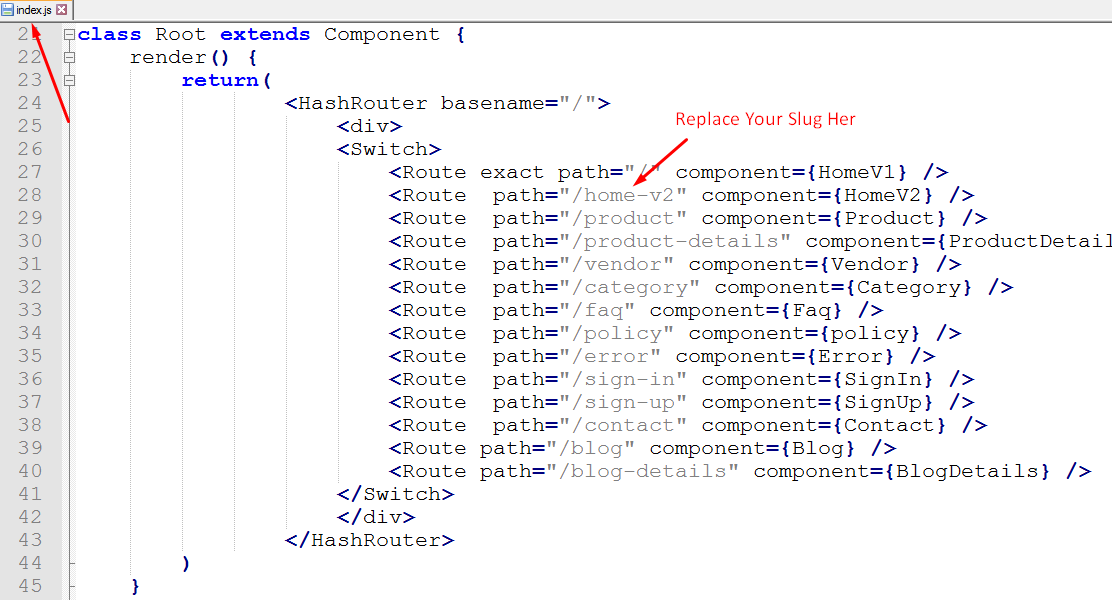 index.js
21 class Root extends Component {
22 render() {
23 return(
24 <HashRouter basename="/">
25 <div>
Replace Your Slug Her
26 <Switch>
27 <Route exact path="/" component={HomeV1} />
28 <Route  path="/home-v2" component={HomeV2} />
29 <Route  path="/product" component={Product} />
30 <Route  path="/product-details" component={ProductDetail
31 <Route  path="/vendor" component={Vendor} />
32 <Route  path="/category" component={Category} />
33 <Route  path="/faq" component={Faq} />
34 <Route  path="/policy" component={policy} />
35 <Route  path="/error" component={Error} />
36 <Route  path="/sign-in" component={SignIn} />
37 <Route  path="/sign-up" component={SignUp} />
38 <Route  path="/contact" component={Contact} />
39 <Route path="/blog" component={Blog} />
40 <Route path="/blog-details" component={BlogDetails} />
41 </Switch>
42 </div>
43 </HashRouter>
44 )
45 }